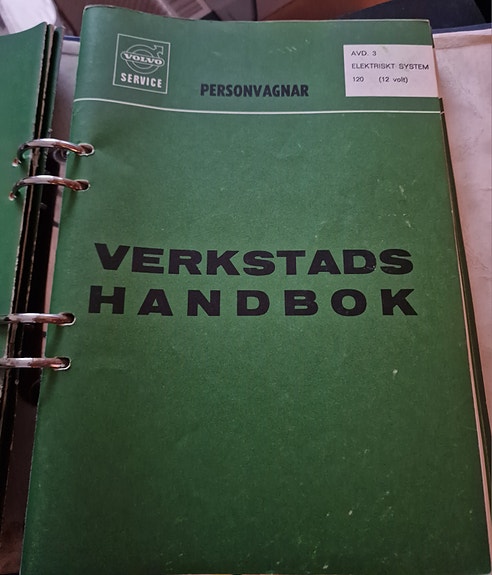 VOLVO
SERVICE
PERSONVAGNAR
AVD. 3
ELEKTRISKT SYSTEM
120 (12 volt)
VERKSTADS
HANDBOK